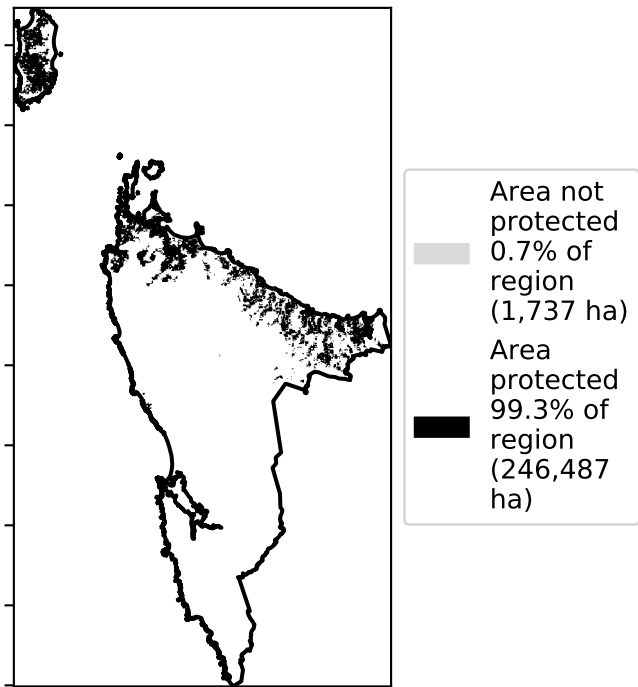 Area not
protected
0.7% of
region
(1,737 ha)
Area
protected
99.3% of
region
(246,487
ha)